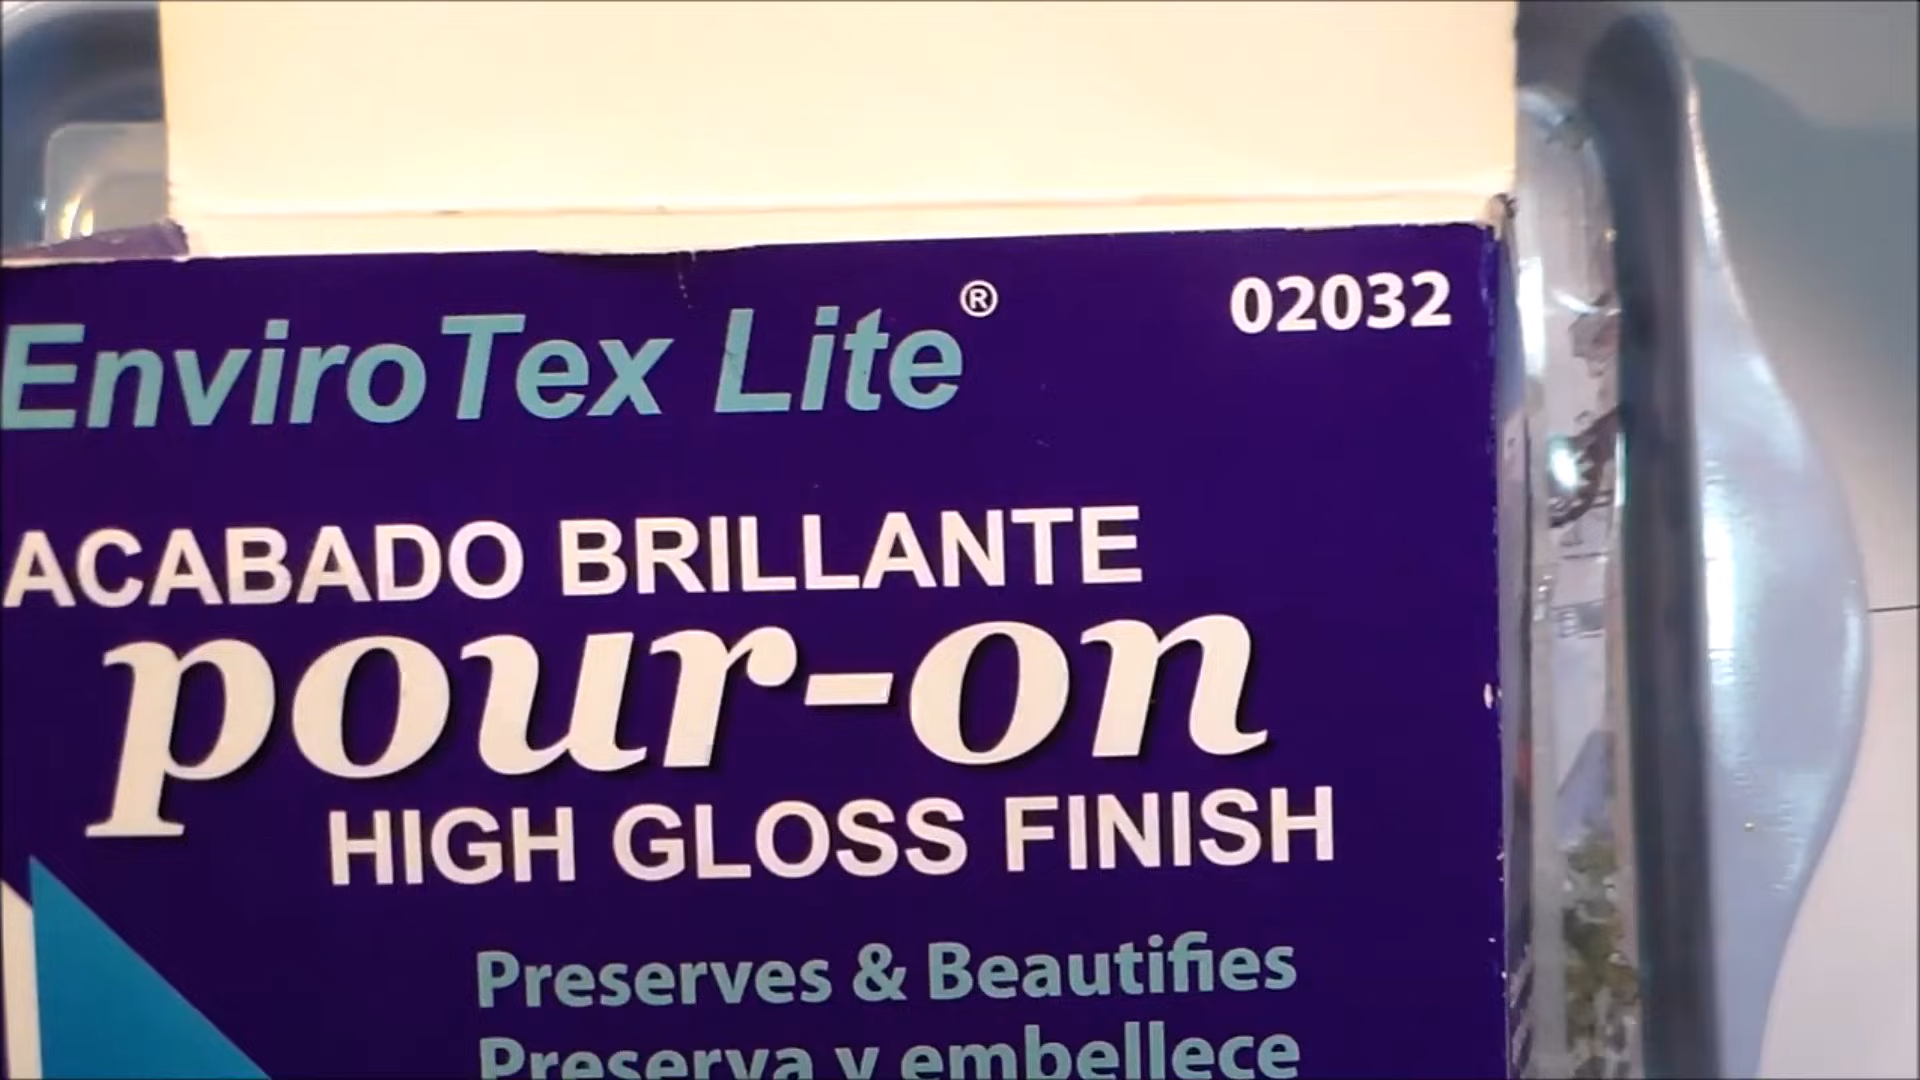 EnviroTex Lite® 02032
ACABADO BRILLANTE
pour-on
HIGH GLOSS FINISH
Preserves & Beautifies
Preserva y embellece